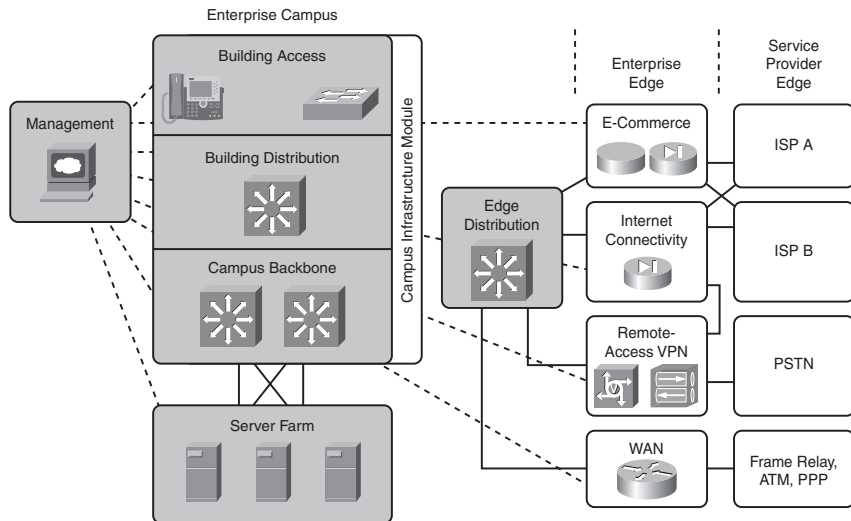 Enterprise Campus
Building Access
Management
Building Distribution
Campus Backbone
Campus Infrastructure Module
Server Farm
Edge
Distribution
Enterprise
Edge
Service
Provider
Edge
E-Commerce
ISP A
Internet
Connectivity
ISP B
Remote-
Access VPN
V
PSTN
WAN
Frame Relay,
ATM, PPP